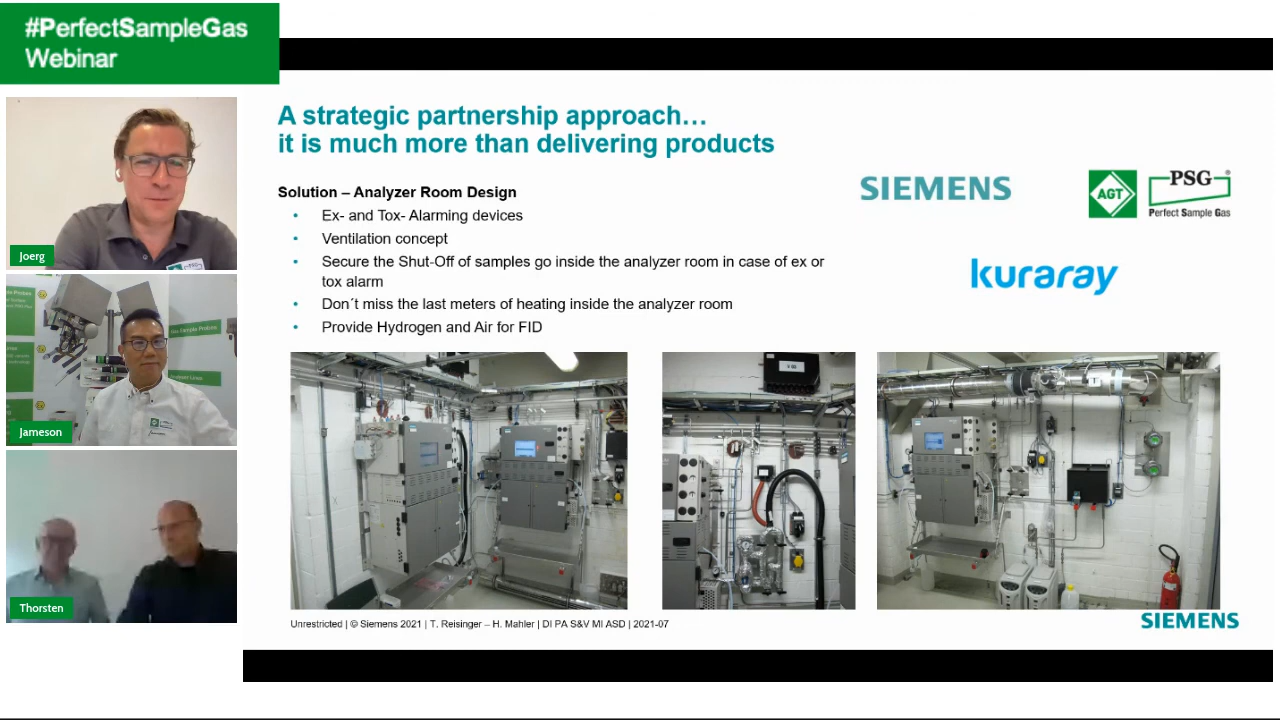 #PerfectSampleGas
Webinar
A strategic partnership approach…
it is much more than delivering products
Solution – Analyzer Room Design
• Ex- and Tox- Alarming devices
• Ventilation concept
• Secure the Shut-Off of samples go inside the analyzer room in case of ex or
tox alarm
• Don´t miss the last meters of heating inside the analyzer room
• Provide Hydrogen and Air for FID
SIEMENS
AGT
PSG
Perfect Sample Gas
kuraray
Joerg
Gas Sample Probes
Jameson
Thorsten
Unrestricted | © Siemens 2021 | T. Reisinger – H. Mahler | DI PA S&V MI ASD | 2021-07
SIEMENS